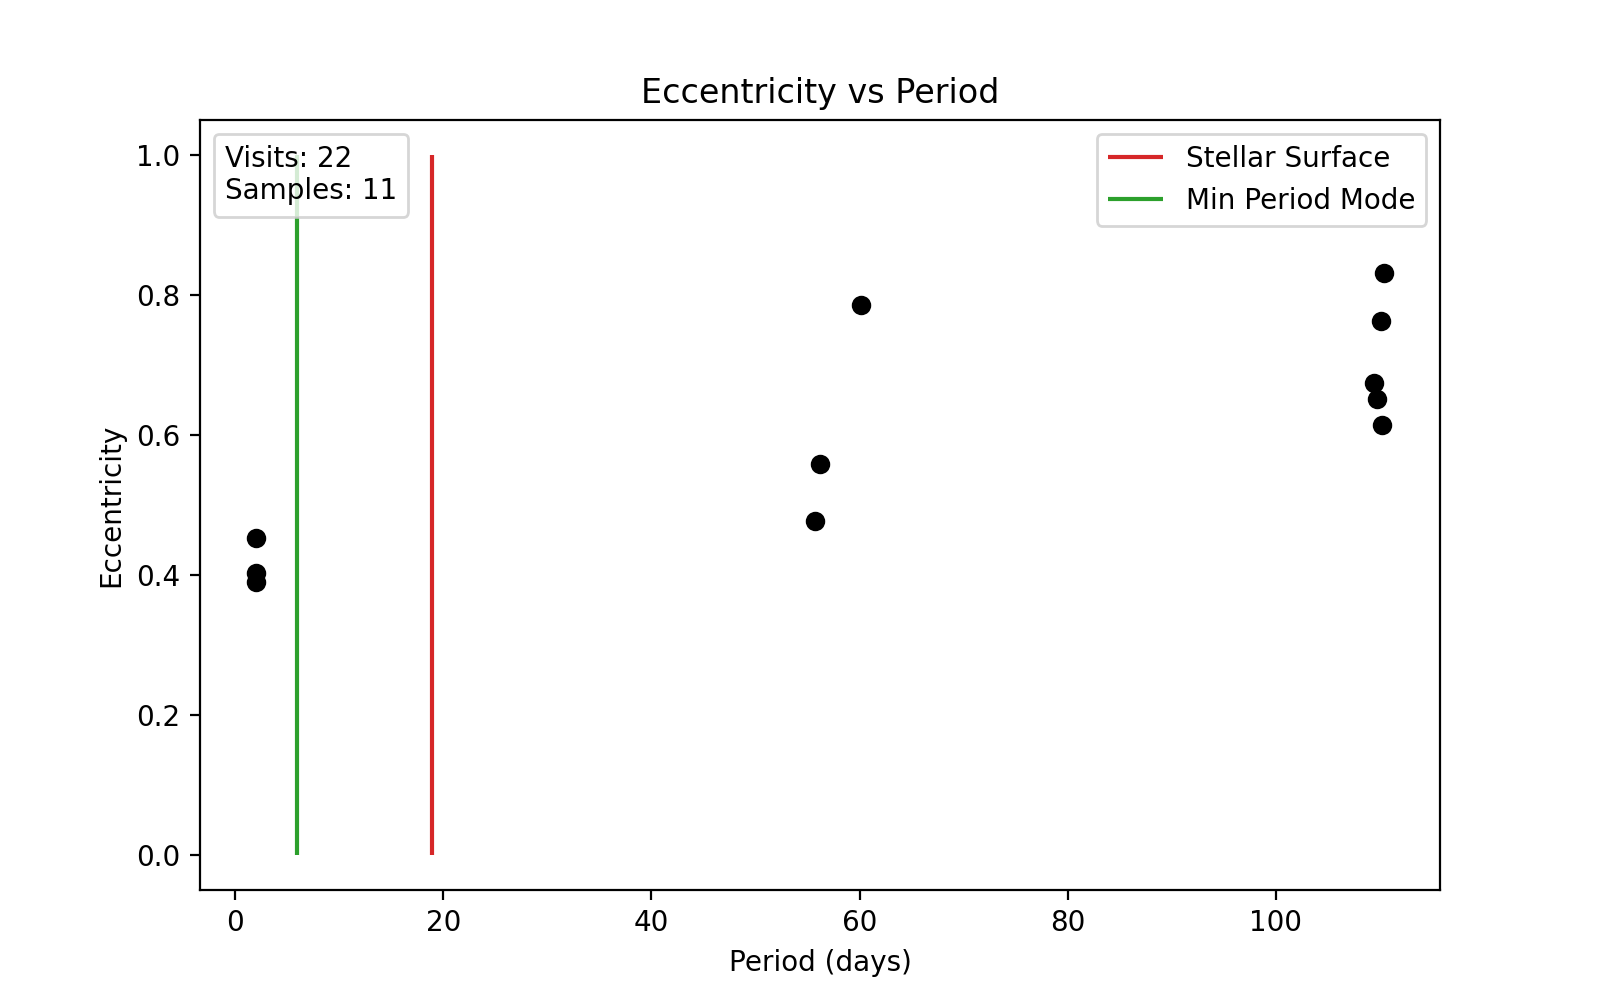 Eccentricity vs Period
Visits: 22
Samples: 11
Stellar Surface
Min Period Mode
1.0
0.8
0.6
0.4
0.2
0.0
Eccentricity
0 20 40 60 80 100
Period (days)